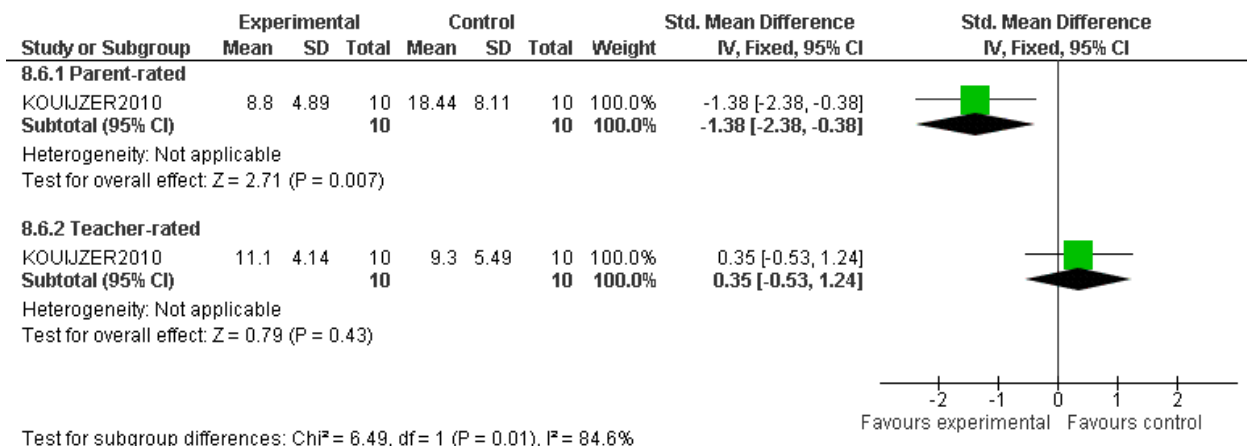 Experimental Control Std. Mean Difference Std. Mean Difference
Study or Subgroup Mean SD Total Mean SD Total Weight IV, Fixed, 95% CI IV, Fixed, 95% CI
8.6.1 Parent-rated
KOUIJZER2010 8.8 4.89 10 18.44 8.11 10 100.0% -1.38 [-2.38, -0.38]
Subtotal (95% CI) 10 10 100.0% -1.38 [-2.38, -0.38]
Heterogeneity: Not applicable
Test for overall effect: Z = 2.71 (P = 0.007)
8.6.2 Teacher-rated
KOUIJZER2010 11.1 4.14 10 9.3 5.49 10 100.0% 0.35 [-0.53, 1.24]
Subtotal (95% CI) 10 10 100.0% 0.35 [-0.53, 1.24]
Heterogeneity: Not applicable
Test for overall effect: Z = 0.79 (P = 0.43)
-2 -1 0 1 2
Favours experimental Favours control
Test for subgroup differences: Chi² = 6.49, df = 1 (P = 0.01), I² = 84.6%